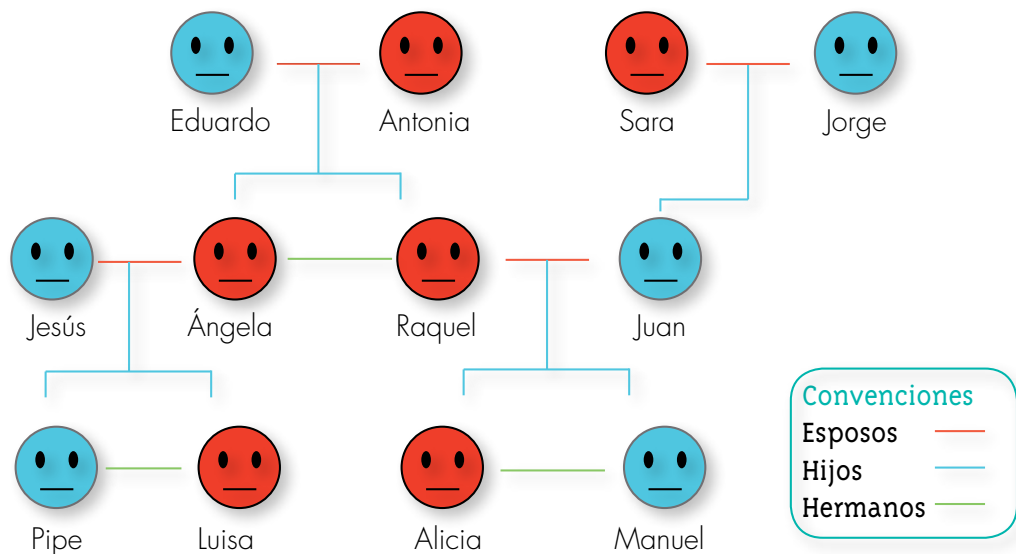 Eduardo Antonia Sara Jorge
Jesús Ángela Raquel Juan
Convenciones
Esposos
Hijos
Hermanos
Pipe Luisa Alicia Manuel